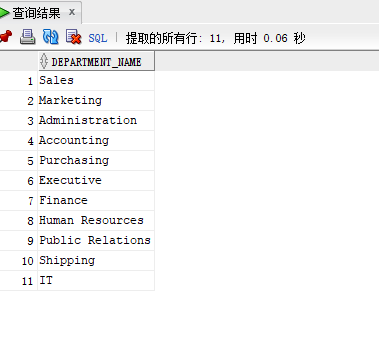 查询结果 ×
SQL | 提取的所有行: 11, 用时 0.06 秒
DEPARTMENT_NAME
1 Sales
2 Marketing
3 Administration
4 Accounting
5 Purchasing
6 Executive
7 Finance
8 Human Resources
9 Public Relations
10 Shipping
11 IT